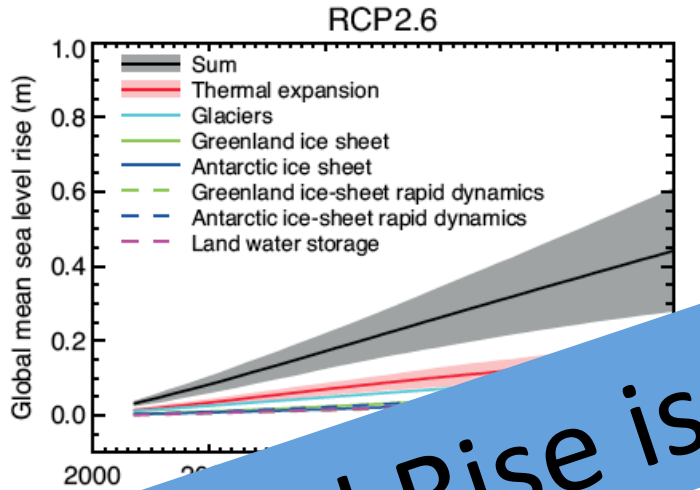 RCP2.6
Global mean sea level rise (m)
1.0
0.8
0.6
0.4
0.2
0.0
Sum
Thermal expansion
Glaciers
Greenland ice sheet
Antarctic ice sheet
Greenland ice-sheet rapid dynamics
Antarctic ice-sheet rapid dynamics
Land water storage
2000
Rise is